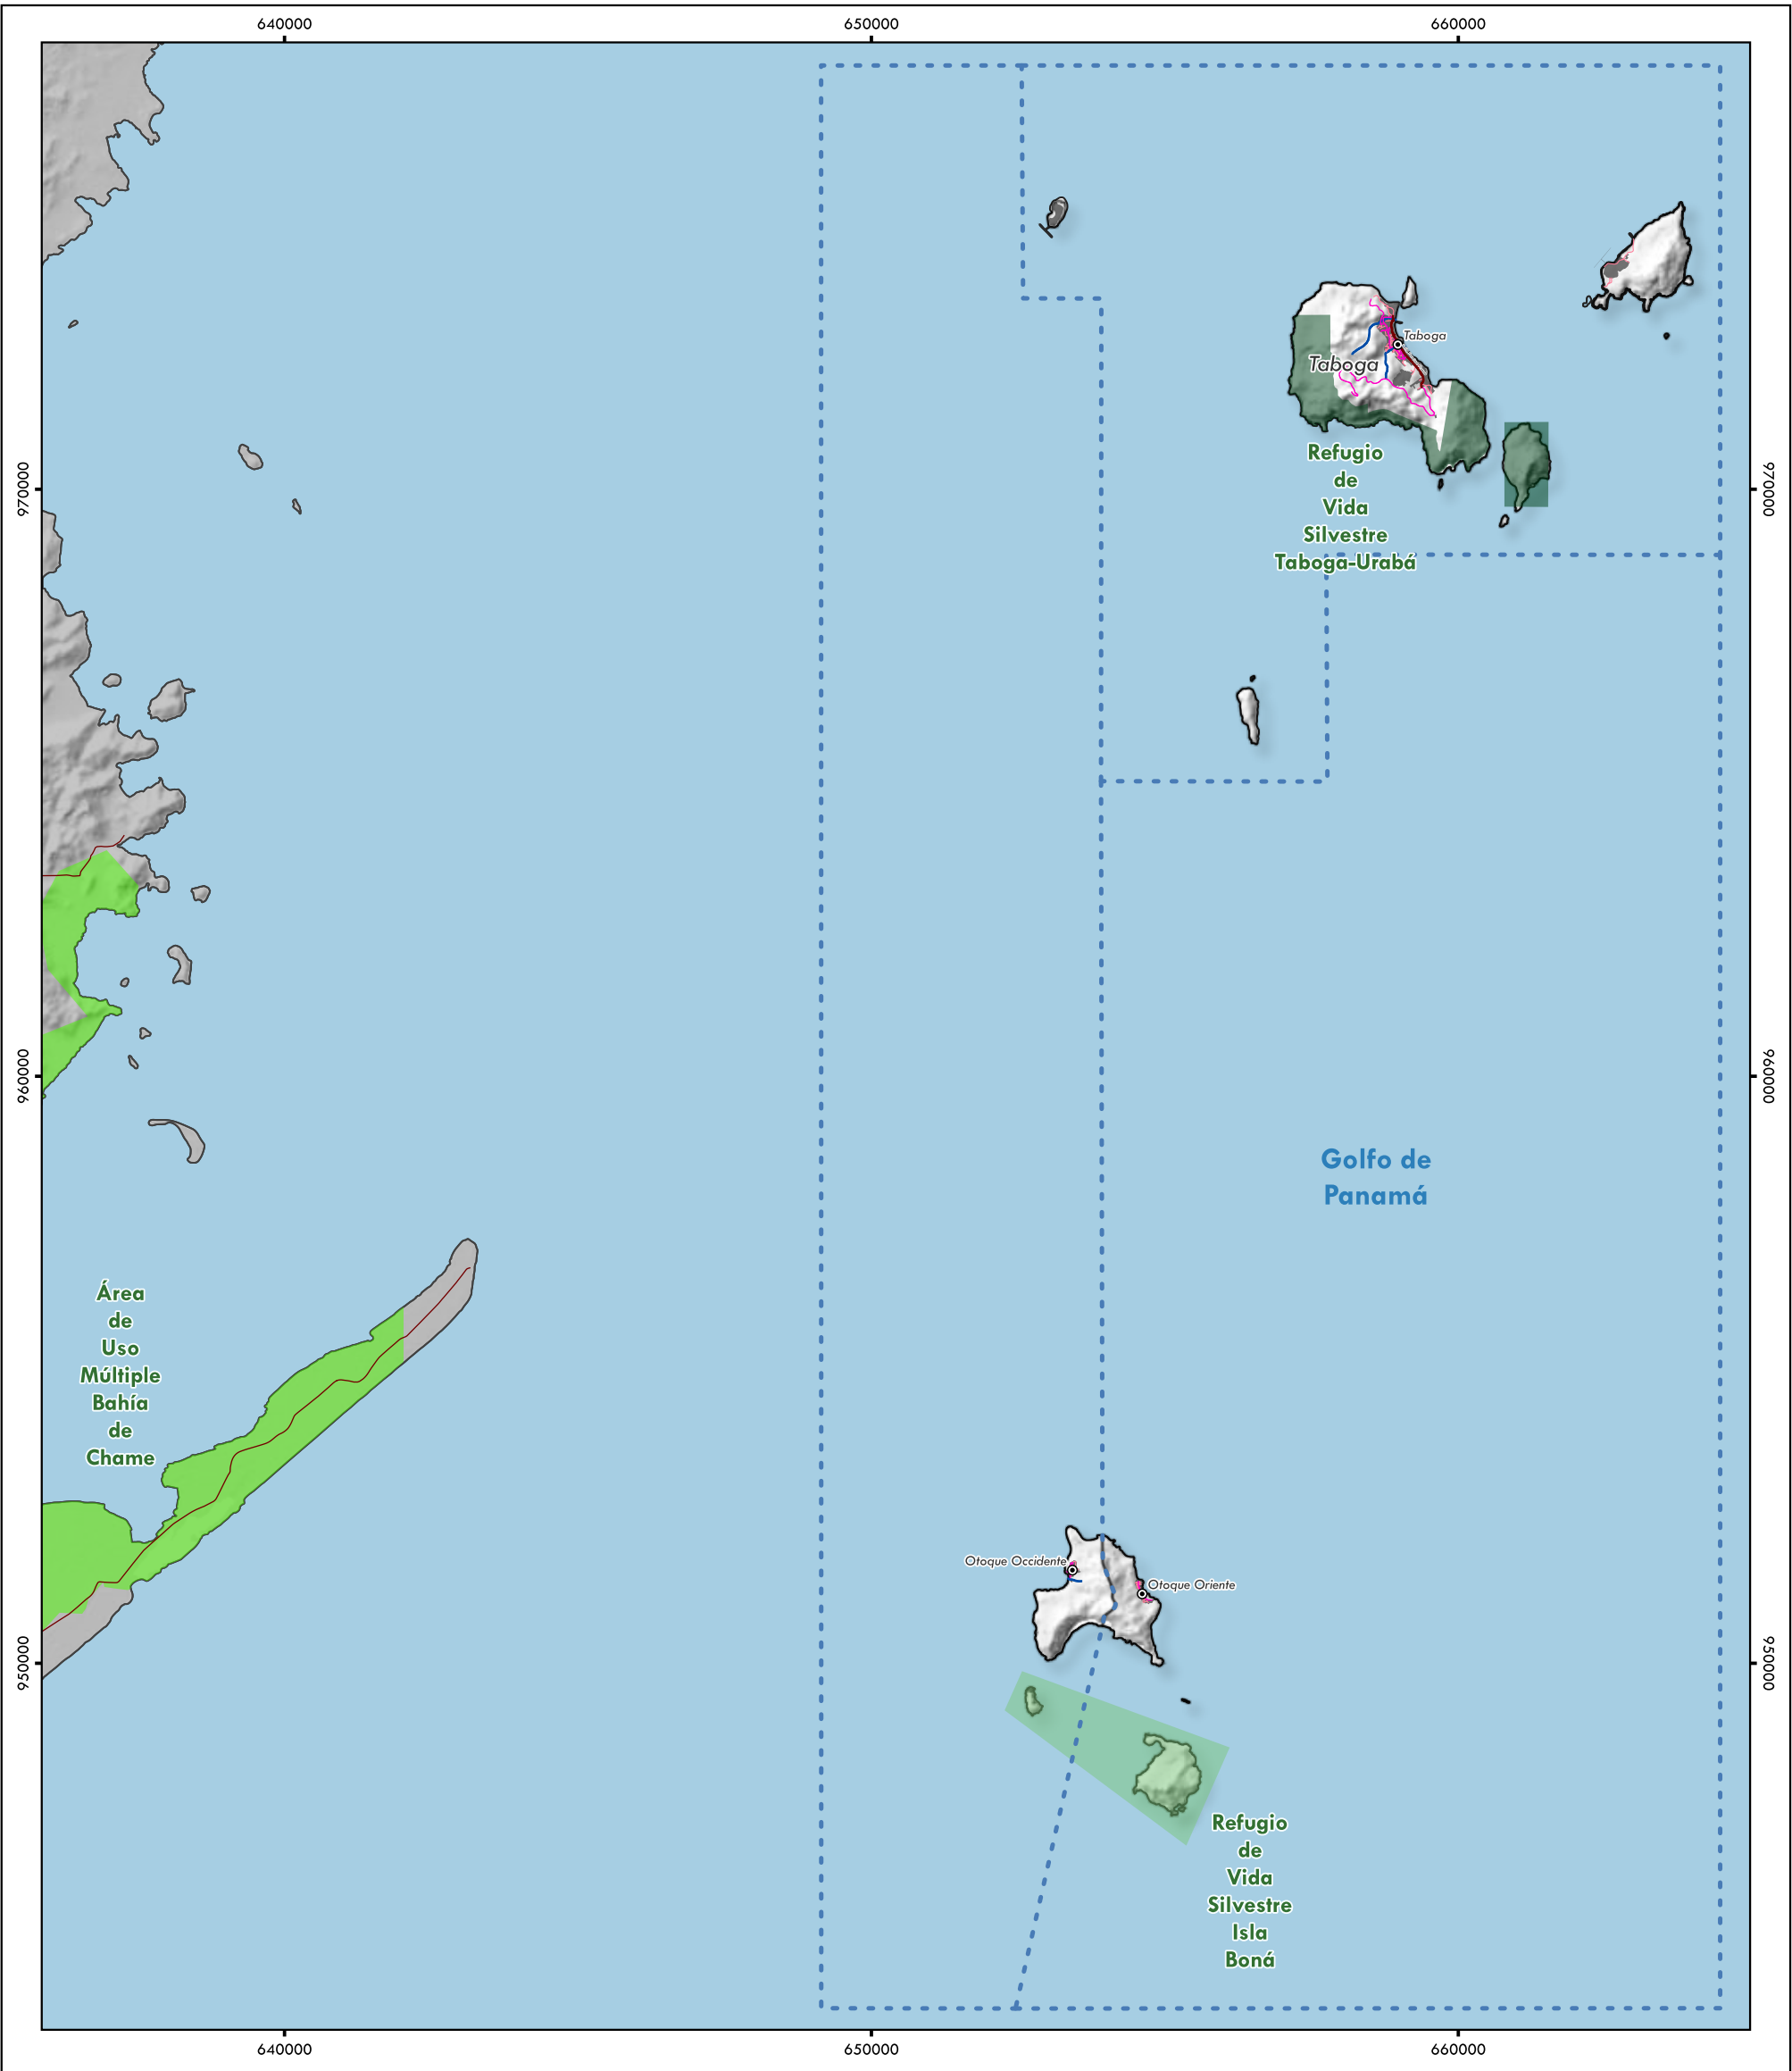 640000
650000
660000
Taboga
Taboga
Refugio
de
Vida
Silvestre
Taboga-Urabá
970000
970000
960000
960000
Golfo de
Panamá
Área
de
Uso
Múltiple
Bahía
de
Chame
Otoque Occidente
Otoque Oriente
950000
950000
Refugio
de
Vida
Silvestre
Isla
Boná
640000
650000
660000